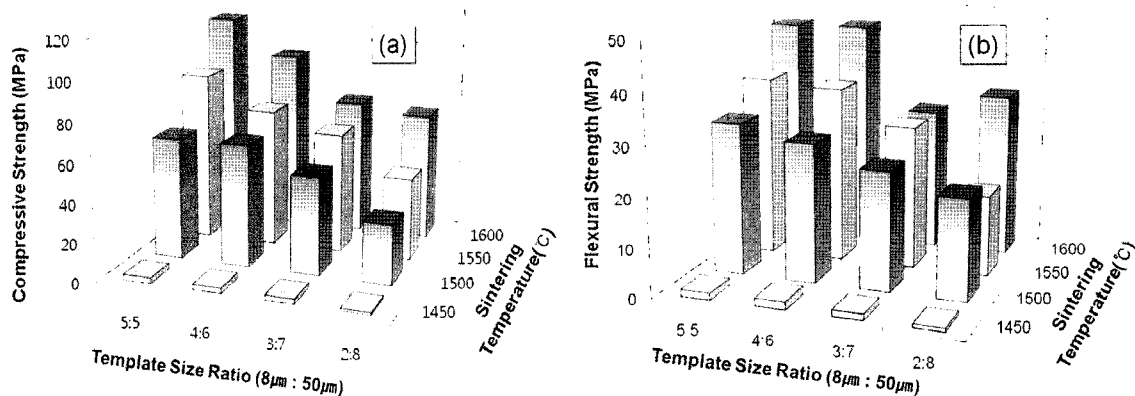 (a)
Compressive Strength (MPa)
120
100
80
60
40
20
0
5:5
4:6
3:7
2:8
Template Size Ratio (8㎛ : 50㎛)
1450
1500
1550
1600
Sintering
Temperature(℃)
(b)
Flexural Strength (MPa)
50
40
30
20
10
0
5 5
4:6
3:7
2:8
Template Size Ratio (8㎛ : 50㎛)
1450
1500
1550
1600
Sintering
Temperature(℃)